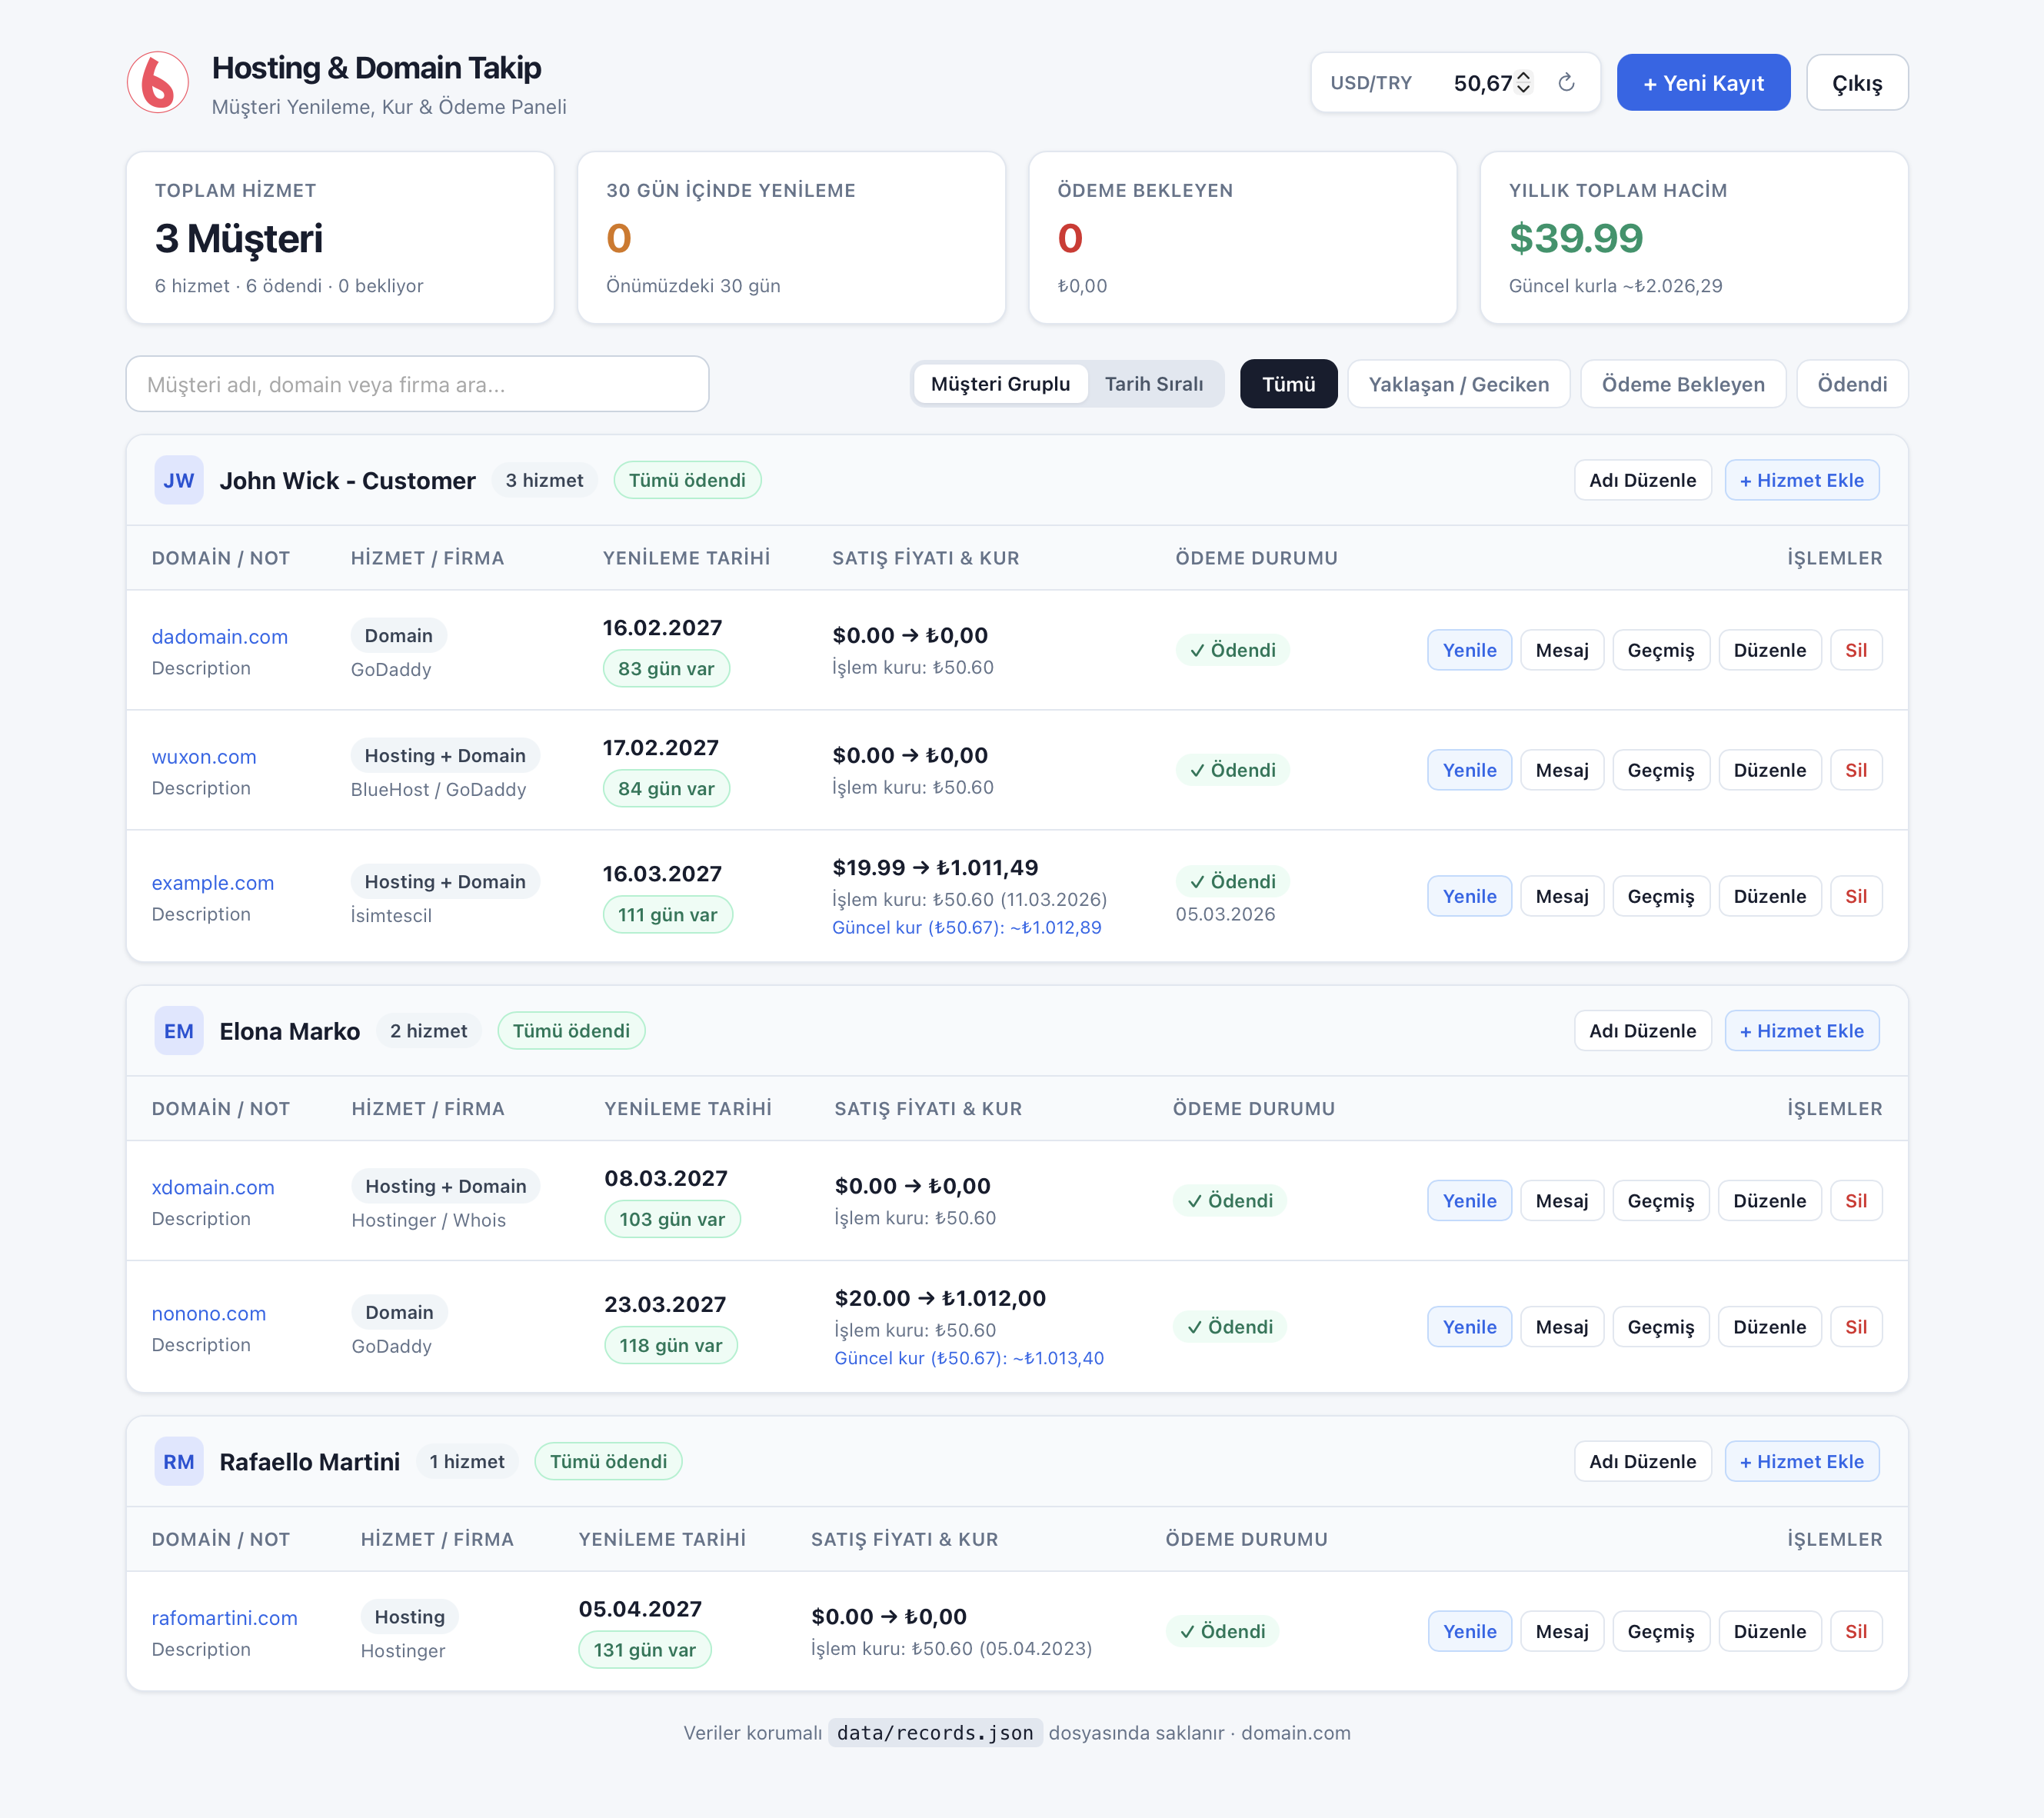 Hosting & Domain Takip
Müşteri Yenileme, Kur & Ödeme Paneli
USD/TRY 50,67
+ Yeni Kayıt
Çıkış
TOPLAM HİZMET
3 Müşteri
6 hizmet · 6 ödendi · 0 bekliyor
30 GÜN İÇİNDE YENİLEME
0
Önümüzdeki 30 gün
ÖDEME BEKLEYEN
0
₺0,00
YILLIK TOPLAM HACİM
$39.99
Güncel kurla ~₺2.026,29
Müşteri adı, domain veya firma ara...
Müşteri Gruplu Tarih Sıralı Tümü Yaklaşan / Geciken Ödeme Bekleyen Ödendi
JW John Wick - Customer 3 hizmet Tümü ödendi Adı Düzenle + Hizmet Ekle
DOMAİN / NOT HİZMET / FİRMA YENİLEME TARİHİ SATIŞ FİYATI & KUR ÖDEME DURUMU İŞLEMLER
dadomain.com
Description
Domain
GoDaddy
16.02.2027
83 gün var
$0.00 → ₺0,00
İşlem kuru: ₺50.60
✓ Ödendi
Yenile Mesaj Geçmiş Düzenle Sil
wuxon.com
Description
Hosting + Domain
BlueHost / GoDaddy
17.02.2027
84 gün var
$0.00 → ₺0,00
İşlem kuru: ₺50.60
✓ Ödendi
Yenile Mesaj Geçmiş Düzenle Sil
example.com
Description
Hosting + Domain
İsimtescil
16.03.2027
111 gün var
$19.99 → ₺1.011,49
İşlem kuru: ₺50.60 (11.03.2026)
Güncel kur (₺50.67): ~₺1.012,89
✓ Ödendi
05.03.2026
Yenile Mesaj Geçmiş Düzenle Sil
EM Elona Marko 2 hizmet Tümü ödendi Adı Düzenle + Hizmet Ekle
DOMAİN / NOT HİZMET / FİRMA YENİLEME TARİHİ SATIŞ FİYATI & KUR ÖDEME DURUMU İŞLEMLER
xdomain.com
Description
Hosting + Domain
Hostinger / Whois
08.03.2027
103 gün var
$0.00 → ₺0,00
İşlem kuru: ₺50.60
✓ Ödendi
Yenile Mesaj Geçmiş Düzenle Sil
nonono.com
Description
Domain
GoDaddy
23.03.2027
118 gün var
$20.00 → ₺1.012,00
İşlem kuru: ₺50.60
Güncel kur (₺50.67): ~₺1.013,40
✓ Ödendi
Yenile Mesaj Geçmiş Düzenle Sil
RM Rafaello Martini 1 hizmet Tümü ödendi Adı Düzenle + Hizmet Ekle
DOMAİN / NOT HİZMET / FİRMA YENİLEME TARİHİ SATIŞ FİYATI & KUR ÖDEME DURUMU İŞLEMLER
rafomartini.com
Description
Hosting
Hostinger
05.04.2027
131 gün var
$0.00 → ₺0,00
İşlem kuru: ₺50.60 (05.04.2023)
✓ Ödendi
Yenile Mesaj Geçmiş Düzenle Sil
Veriler korumalı data/records.json dosyasında saklanır · domain.com